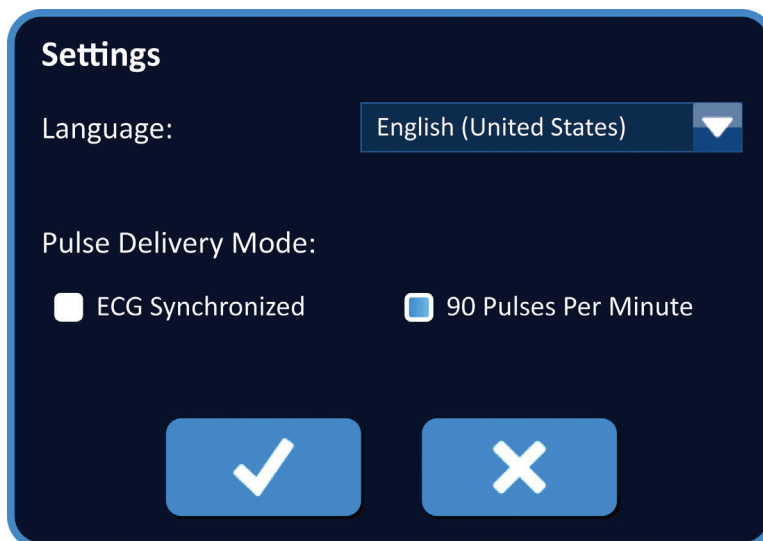 Settings
Language: English (United States)
Pulse Delivery Mode:
ECG Synchronized 90 Pulses Per Minute